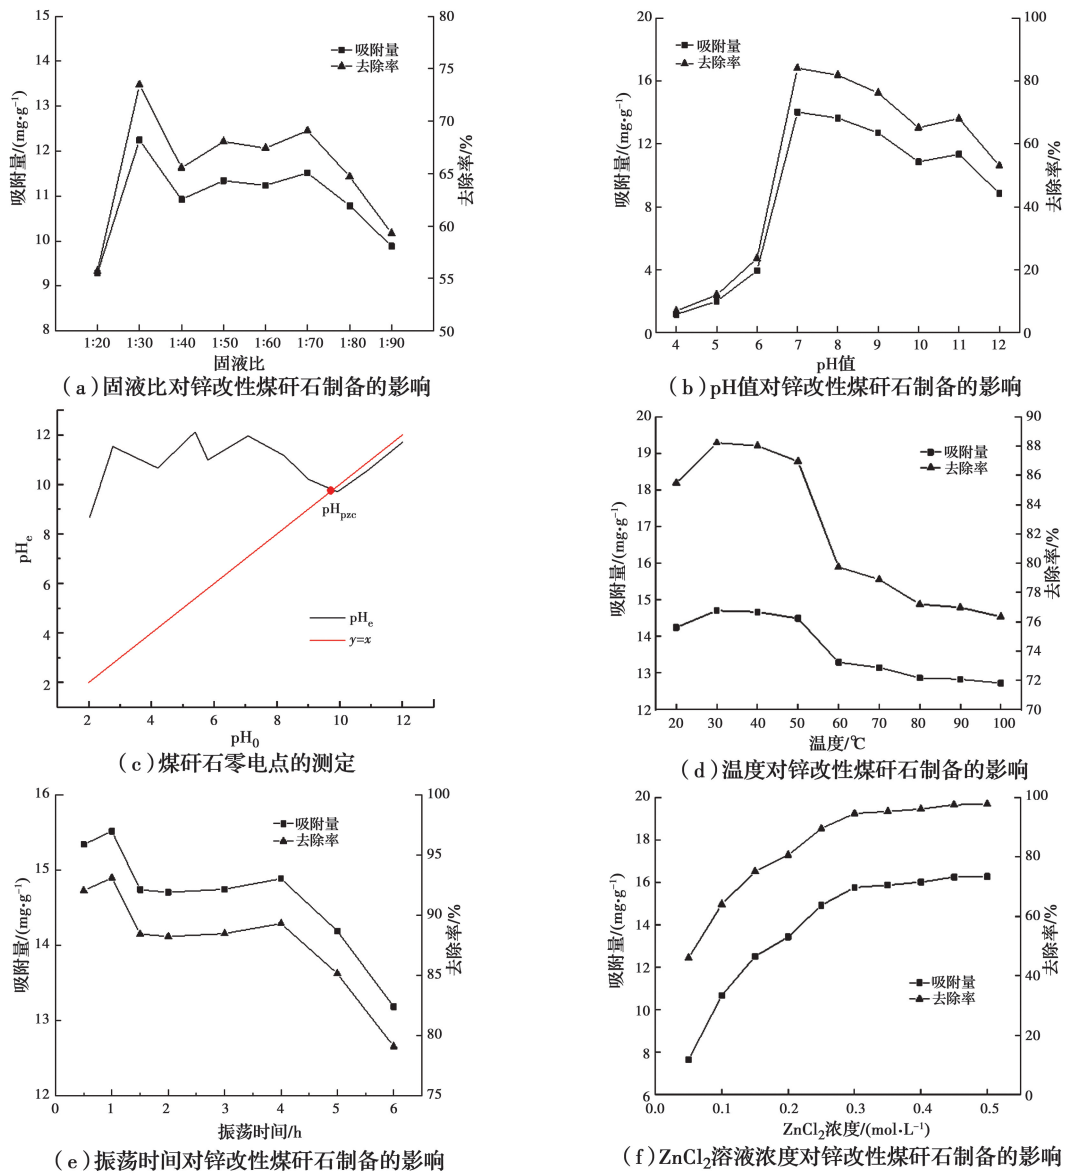 15
14
13
12
11
10
9
8
吸附量/(mg·g⁻¹)
80
75
70
65
60
55
50
去除率/%
吸附量
去除率
1:20 1:30 1:40 1:50 1:60 1:70 1:80 1:90
固液比
(a)固液比对锌改性煤矸石制备的影响
20
16
12
8
4
0
吸附量/(mg·g⁻¹)
100
80
60
40
20
0
去除率/%
吸附量
去除率
4 5 6 7 8 9 10 11 12
pH值
(b)pH值对锌改性煤矸石制备的影响
12
10
8
6
4
2
pHₑ
pHpzc
pHₑ
y=x
2 4 6 8 10 12
pH₀
(c)煤矸石零电点的测定
20
19
18
17
16
15
14
13
12
吸附量/(mg·g⁻¹)
90
88
86
84
82
80
78
76
74
72
70
去除率/%
吸附量
去除率
20 30 40 50 60 70 80 90 100
温度/℃
(d)温度对锌改性煤矸石制备的影响
16
15
14
13
12
吸附量/(mg·g⁻¹)
100
95
90
85
80
75
去除率/%
吸附量
去除率
0 1 2 3 4 5 6
振荡时间/h
(e)振荡时间对锌改性煤矸石制备的影响
20
18
16
14
12
10
8
6
吸附量/(mg·g⁻¹)
100
80
60
40
20
0
去除率/%
吸附量
去除率
0.0 0.1 0.2 0.3 0.4 0.5
ZnCl₂浓度/(mol·L⁻¹)
(f)ZnCl₂溶液浓度对锌改性煤矸石制备的影响